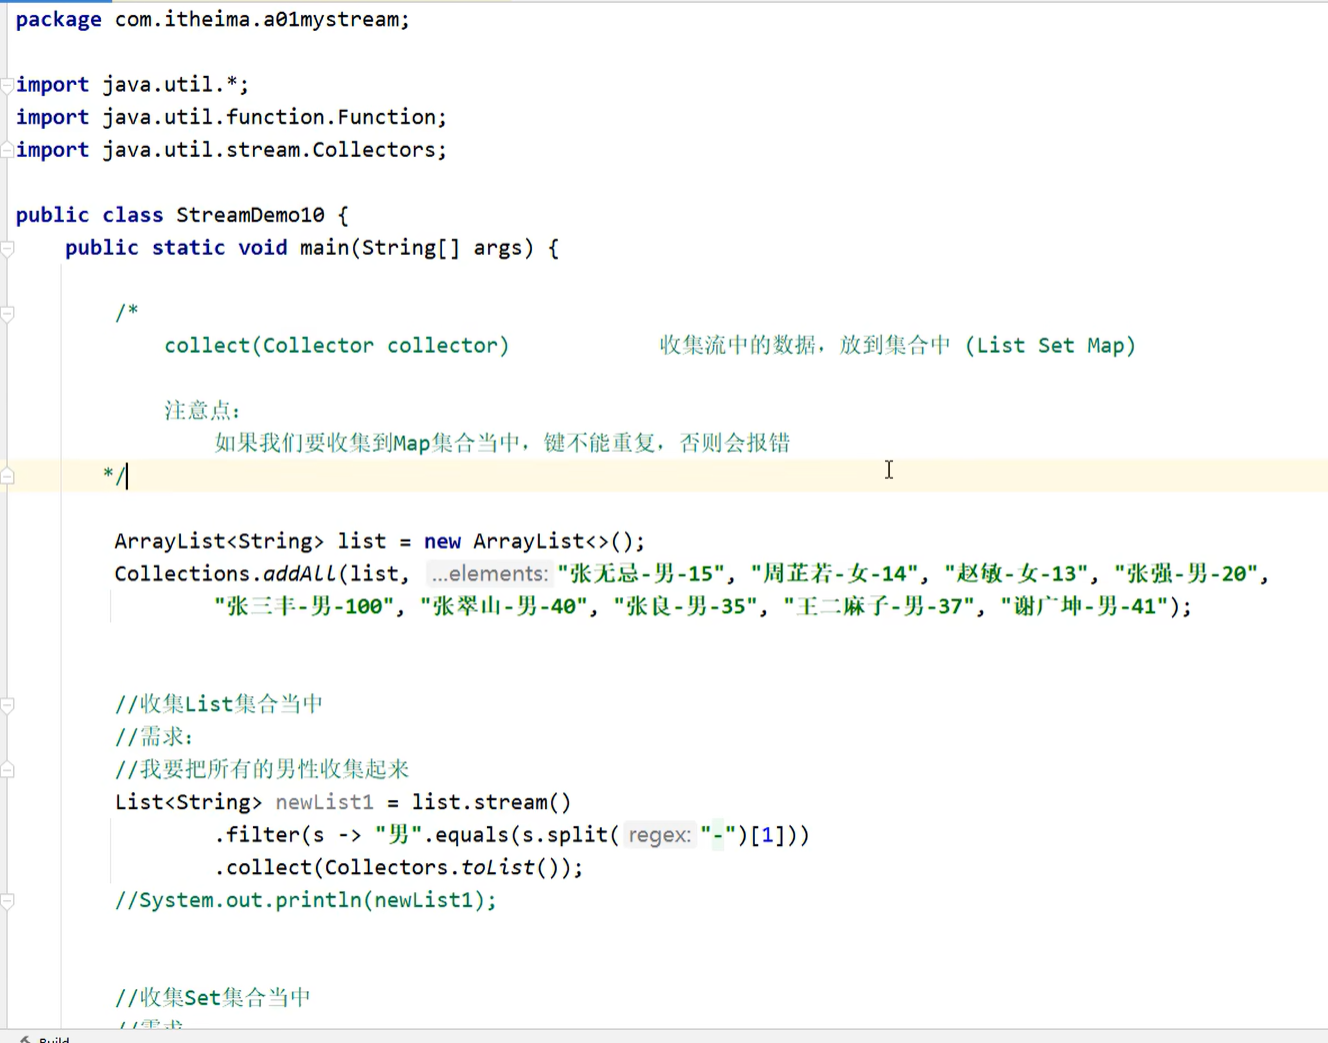 package com.itheima.a01mystream;
import java.util.*;
import java.util.function.Function;
import java.util.stream.Collectors;
public class StreamDemo10 {
public static void main(String[] args) {
/*
collect(Collector collector) 收集流中的数据，放到集合中 (List Set Map)
注意点：
如果我们要收集到Map集合当中，键不能重复，否则会报错
*/
ArrayList<String> list = new ArrayList<>();
Collections.addAll(list, ...elements: "张无忌-男-15", "周芷若-女-14", "赵敏-女-13", "张强-男-20",
"张三丰-男-100", "张翠山-男-40", "张良-男-35", "王二麻子-男-37", "谢广坤-男-41");
//收集List集合当中
//需求：
//我要把所有的男性收集起来
List<String> newList1 = list.stream()
.filter(s -> "男".equals(s.split( regex: "-")[1]))
.collect(Collectors.toList());
//System.out.println(newList1);
//收集Set集合当中
//需求
Build